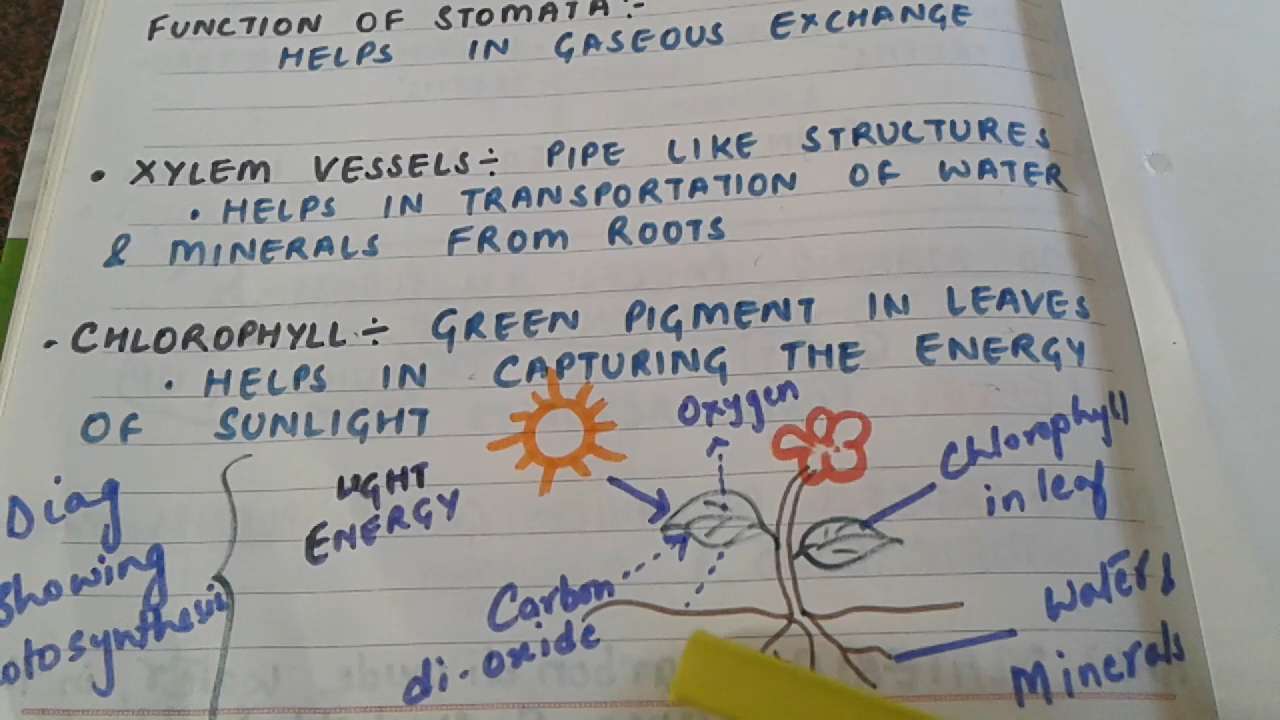 FUNCTION OF STOMATA:-
HELPS IN GASEOUS EXCHANGE
• XYLEM VESSELS÷ PIPE LIKE STRUCTURES
• HELPS IN TRANSPORTATION OF WATER
& MINERALS FROM ROOTS
• CHLOROPHYLL÷ GREEN PIGMENT IN LEAVES
• HELPS IN CAPTURING THE ENERGY
OF SUNLIGHT
Diag
showing
otosynthesis
LIGHT
ENERGY
Oxygen
Chlorophyll
in leaf
Carbon
di-oxide
Water &
Minerals